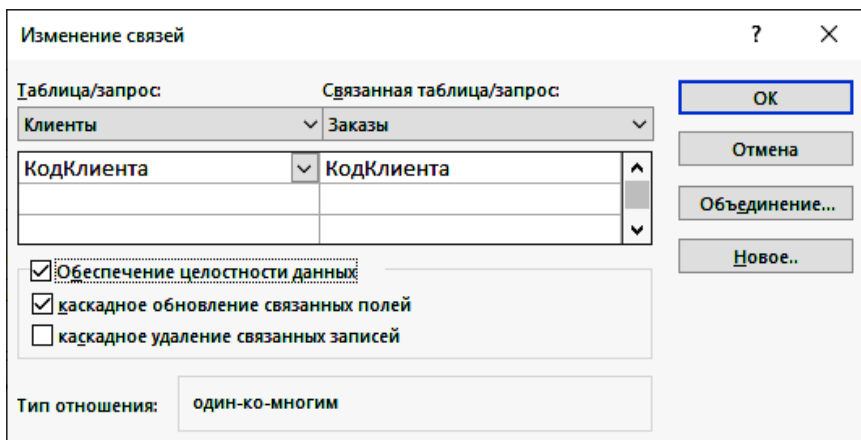 Изменение связей
?
Таблица/запрос:
Связанная таблица/запрос:
Клиенты
Заказы
КодКлиента
КодКлиента
Обеспечение целостности данных
каскадное обновление связанных полей
каскадное удаление связанных записей
Тип отношения:
один-ко-многим
ОК
Отмена
Объединение...
Новое..